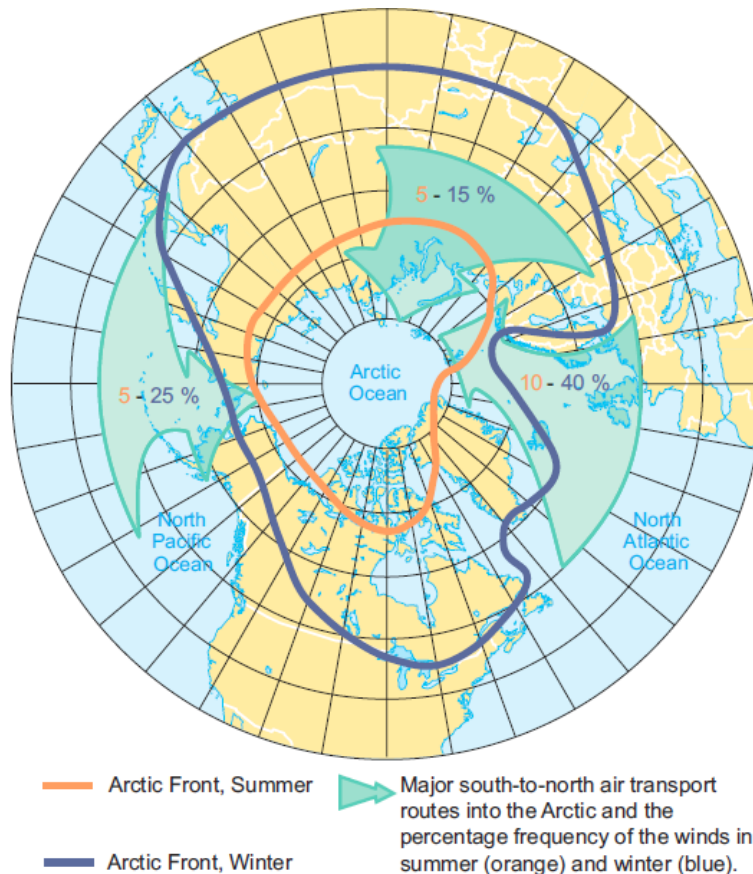 5 - 15 %
Arctic
Ocean
5 - 25 %
10 - 40 %
North
Pacific
Ocean
North
Atlantic
Ocean
Arctic Front, Summer
Major south-to-north air transport
routes into the Arctic and the
percentage frequency of the winds in
summer (orange) and winter (blue).
Arctic Front, Winter